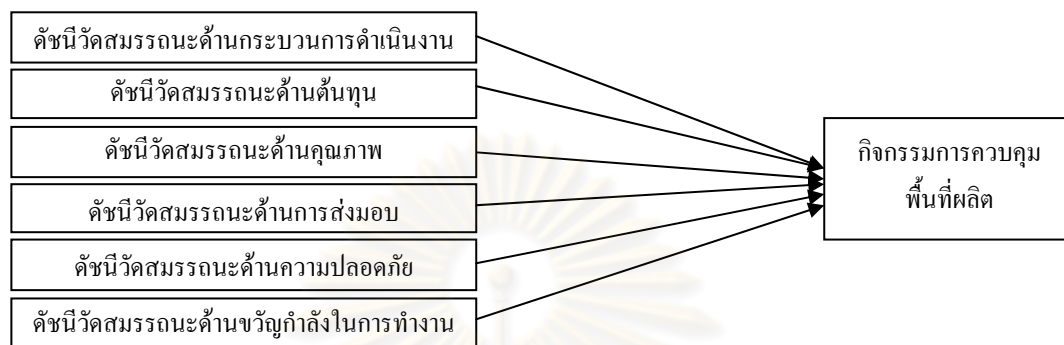 ดัชนีวัดสมรรถนะด้านกระบวนการดำเนินงาน
ดัชนีวัดสมรรถนะด้านต้นทุน
ดัชนีวัดสมรรถนะด้านคุณภาพ
ดัชนีวัดสมรรถนะด้านการส่งมอบ
ดัชนีวัดสมรรถนะด้านความปลอดภัย
ดัชนีวัดสมรรถนะด้านขวัญกำลังในการทำงาน
กิจกรรมการควบคุม
พื้นที่ผลิต